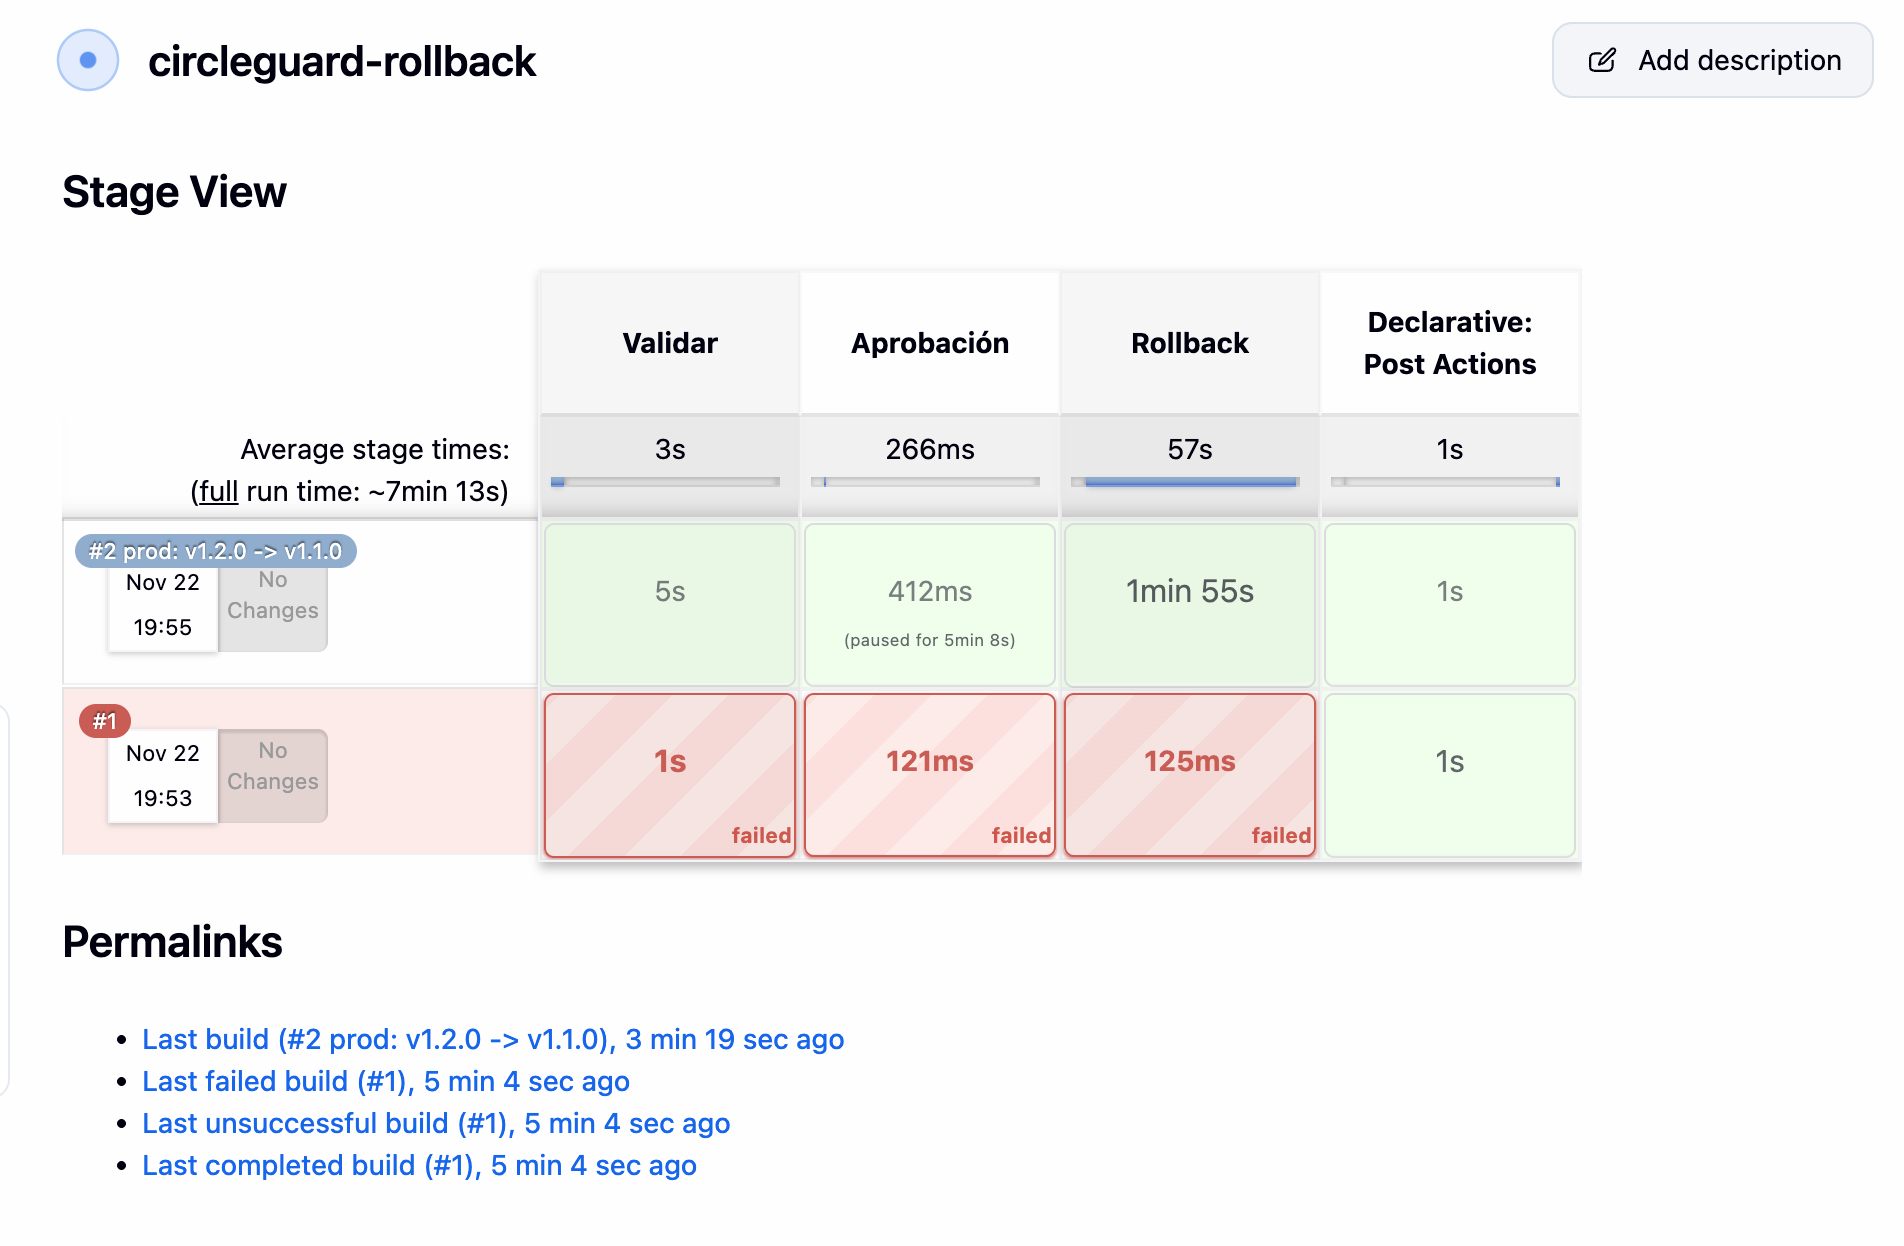 circleguard-rollback
Add description
Stage View
Validar
Aprobación
Rollback
Declarative:
Post Actions
Average stage times:
(full run time: ~7min 13s)
3s
266ms
57s
1s
#2 prod: v1.2.0 -> v1.1.0
Nov 22
19:55
No
Changes
5s
412ms
(paused for 5min 8s)
1min 55s
1s
#1
Nov 22
19:53
No
Changes
1s
failed
121ms
failed
125ms
failed
1s
Permalinks
Last build (#2 prod: v1.2.0 -> v1.1.0), 3 min 19 sec ago
Last failed build (#1), 5 min 4 sec ago
Last unsuccessful build (#1), 5 min 4 sec ago
Last completed build (#1), 5 min 4 sec ago